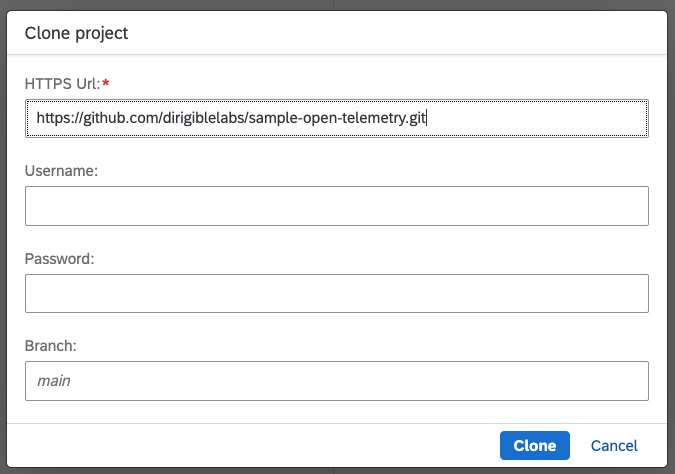 Clone project
HTTPS Url:*
https://github.com/dirigiblelabs/sample-open-telemetry.git
Username:
Password:
Branch:
main
Clone Cancel